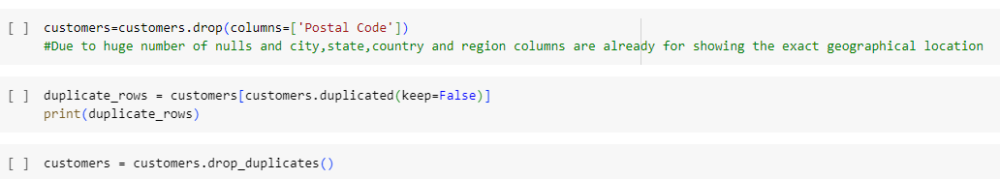 [ ] customers=customers.drop(columns=['Postal Code'])
#Due to huge number of nulls and city,state,country and region columns are already for showing the exact geographical location
[ ] duplicate_rows = customers[customers.duplicated(keep=False)]
print(duplicate_rows)
[ ] customers = customers.drop_duplicates()